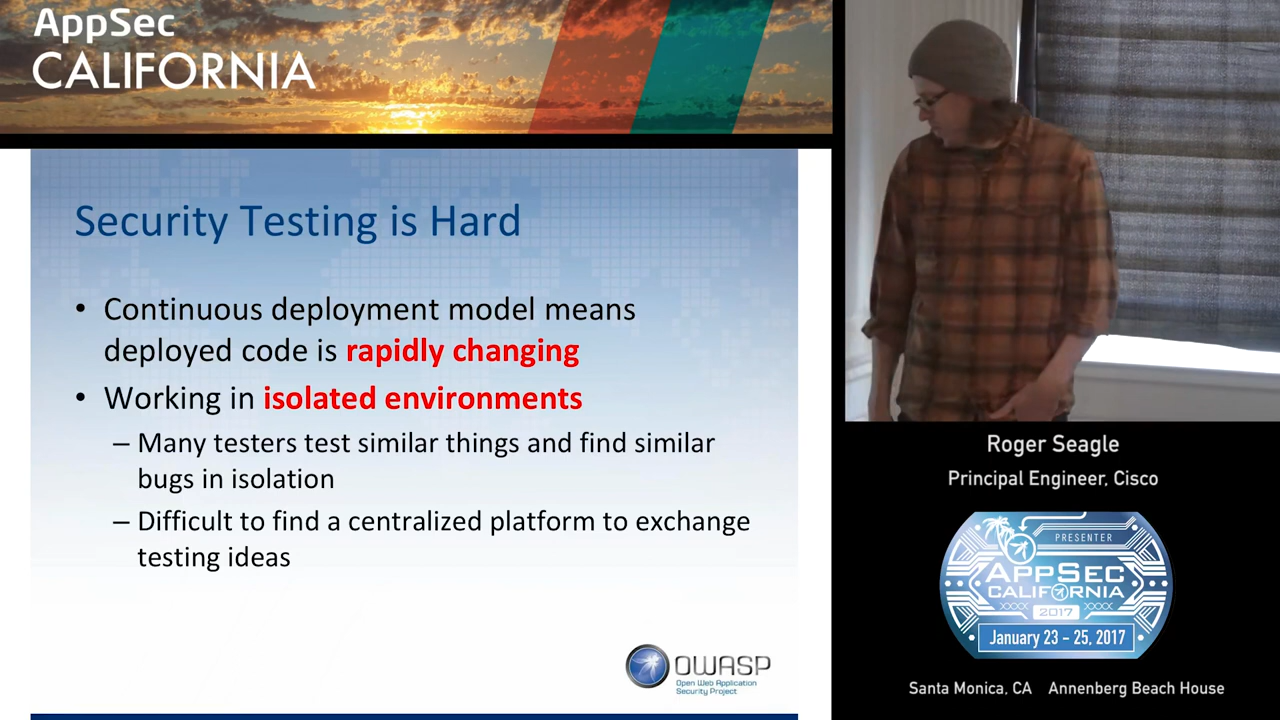 AppSec
CALIFORNIA
Security Testing is Hard
• Continuous deployment model means
deployed code is rapidly changing
• Working in isolated environments
– Many testers test similar things and find similar
bugs in isolation
– Difficult to find a centralized platform to exchange
testing ideas
OWASP
Open Web Application
Security Project
Roger Seagle
Principal Engineer, Cisco
PRESENTER
APPSEC
CALIFORNIA
XXXX 2017 XXXX
January 23 - 25, 2017
Santa Monica, CA Annenberg Beach House